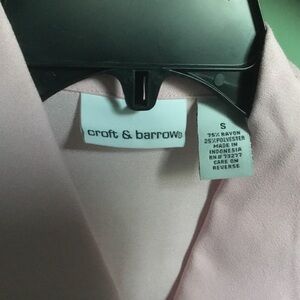 croft & barrow®
S
75% RAYON
25% POLYESTER
MADE IN
INDONESIA
RN# 73277
CARE ON
REVERSE